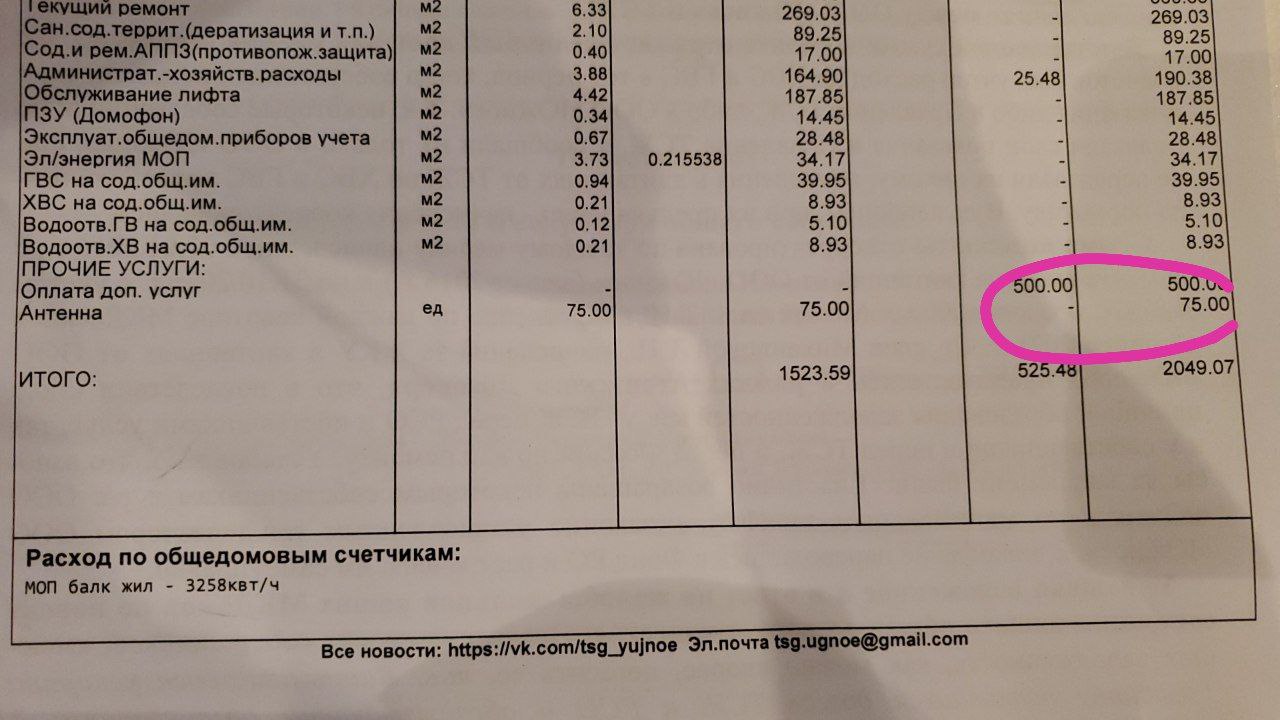 Текущий ремонт м2 6.33 269.03 - 269.03
Сан.сод.террит.(дератизация и т.п.) м2 2.10 89.25 - 89.25
Сод.и рем.АППЗ(противопож.защита) м2 0.40 17.00 - 17.00
Администрат.-хозяйств.расходы м2 3.88 164.90 25.48 190.38
Обслуживание лифта м2 4.42 187.85 - 187.85
ПЗУ (Домофон) м2 0.34 14.45 - 14.45
Эксплуат.общедом.приборов учета м2 0.67 28.48 - 28.48
Эл/энергия МОП м2 3.73 0.215538 34.17 - 34.17
ГВС на сод.общ.им. м2 0.94 39.95 - 39.95
ХВС на сод.общ.им. м2 0.21 8.93 - 8.93
Водоотв.ГВ на сод.общ.им. м2 0.12 5.10 - 5.10
Водоотв.ХВ на сод.общ.им. м2 0.21 8.93 - 8.93
ПРОЧИЕ УСЛУГИ:
Оплата доп. услуг - - 500.00 500.00
Антенна ед 75.00 75.00 - 75.00
ИТОГО: 1523.59 525.48 2049.07
Расход по общедомовым счетчикам:
МОП балк жил - 3258квт/ч
Все новости: https://vk.com/tsg_yujnoe Эл.почта tsg.ugnoe@gmail.com